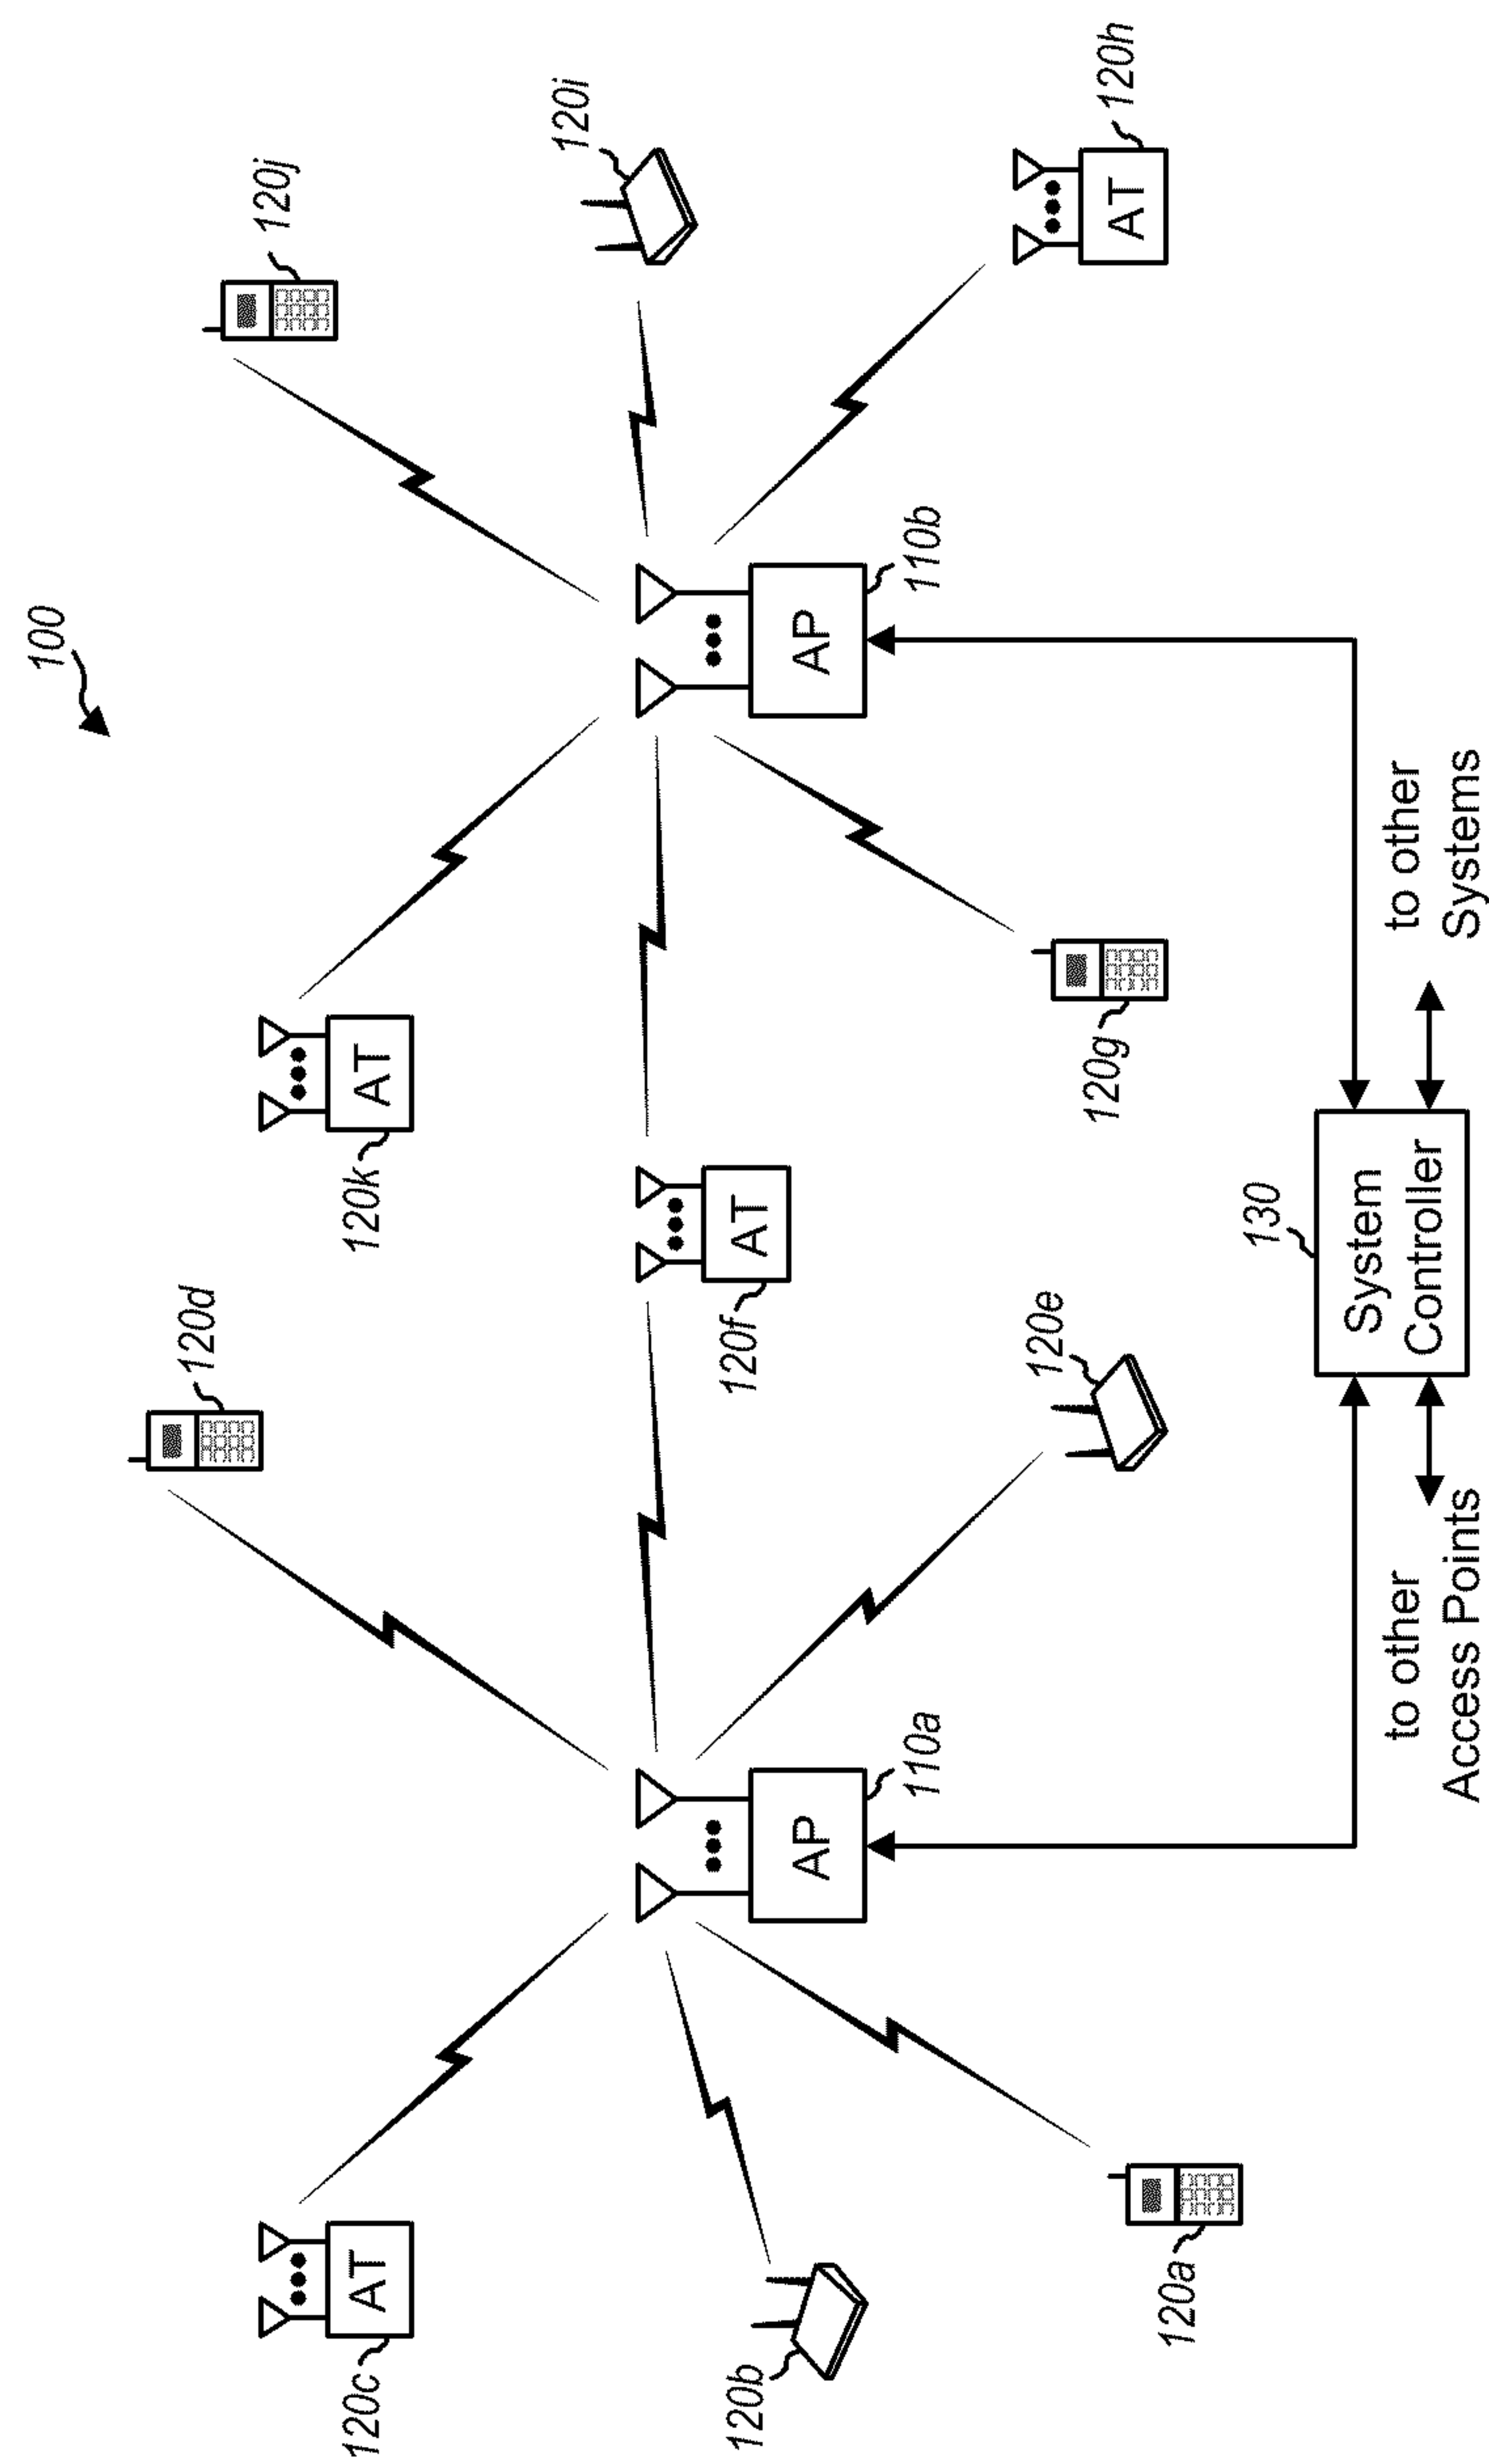 100
120d
120j
120c
AT
120k
AT
120i
120f
AT
120b
AP
110a
AP
110b
120e
120a
120g
AT
120h
130
System
Controller
to other
Access Points
to other
Systems